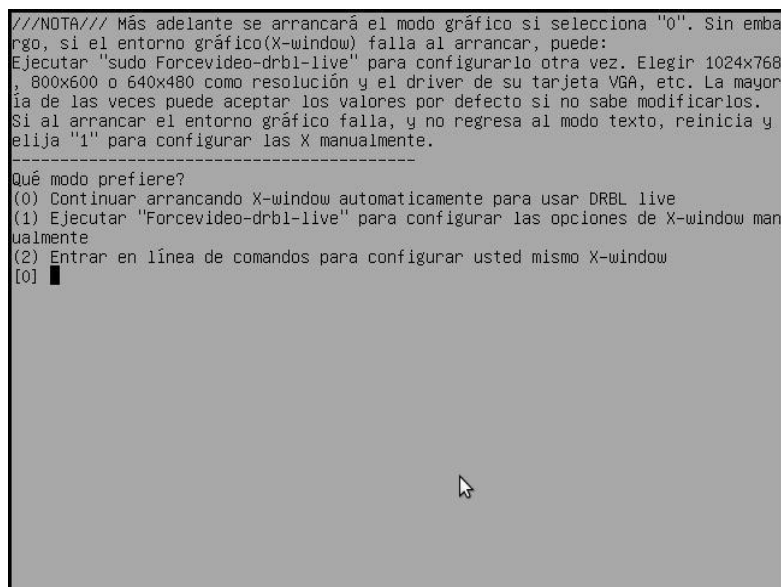 ///NOTA/// Más adelante se arrancará el modo gráfico si selecciona "0". Sin emba
rgo, si el entorno gráfico(X-window) falla al arrancar, puede:
Ejecutar "sudo Forcevideo-drbl-live" para configurarlo otra vez. Elegir 1024x768
, 800x600 o 640x480 como resolución y el driver de su tarjeta VGA, etc. La mayor
ía de las veces puede aceptar los valores por defecto si no sabe modificarlos.
Si al arrancar el entorno gráfico falla, y no regresa al modo texto, reinicia y
elija "1" para configurar las X manualmente.
-----------------------------------------
Qué modo prefiere?
(0) Continuar arrancando X-window automaticamente para usar DRBL live
(1) Ejecutar "Forcevideo-drbl-live" para configurar las opciones de X-window man
ualmente
(2) Entrar en línea de comandos para configurar usted mismo X-window
[0]